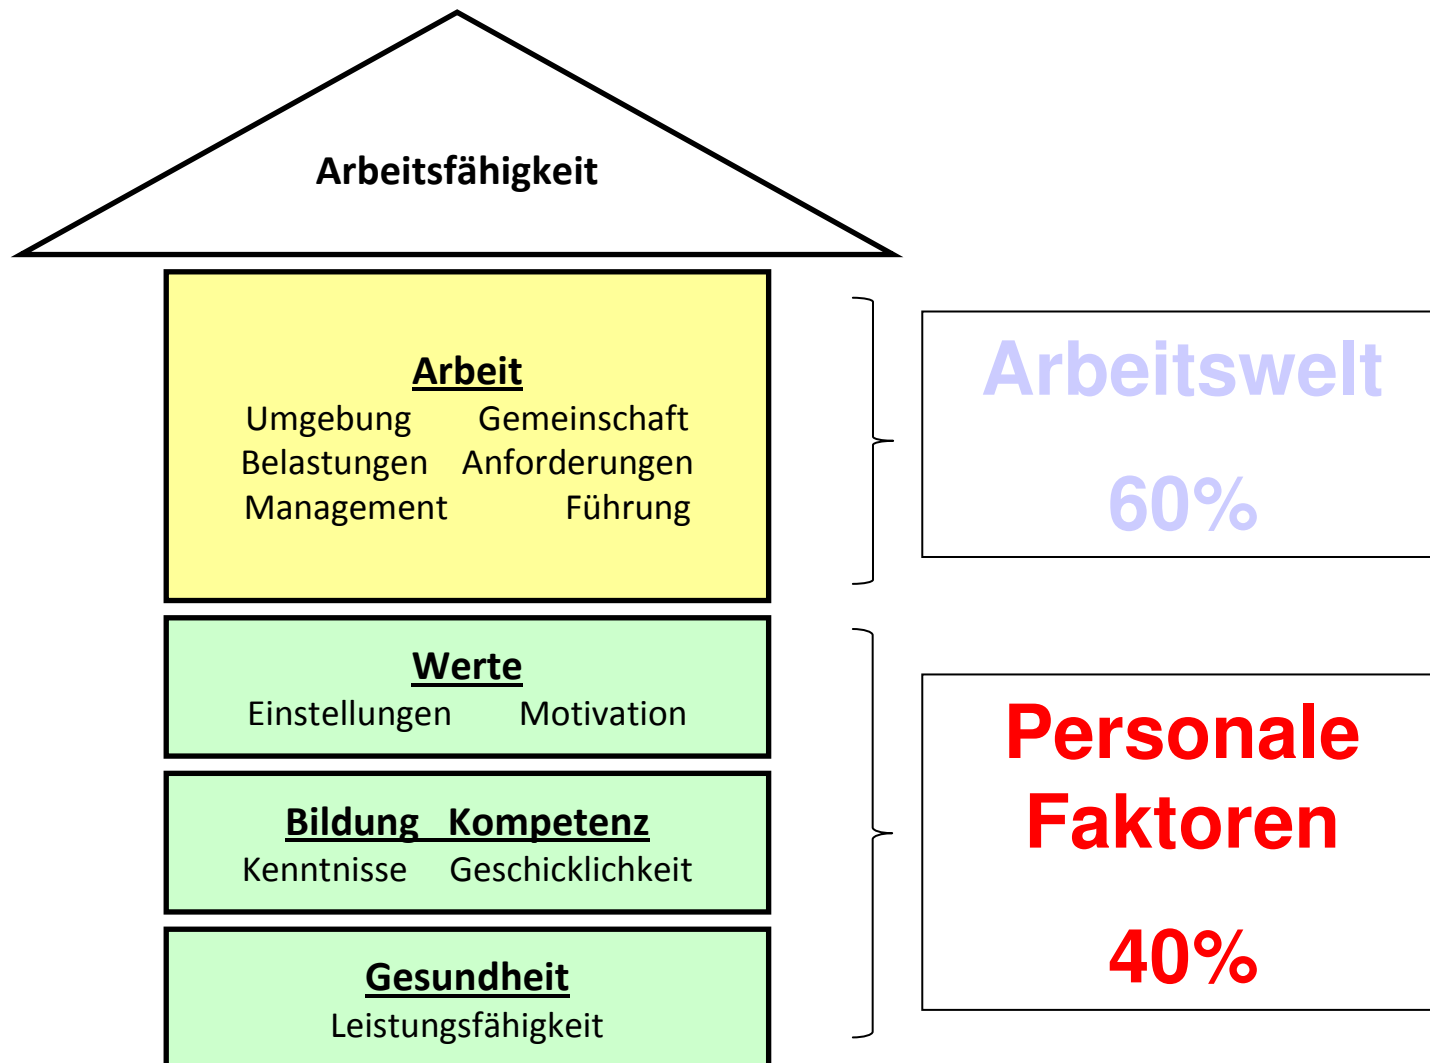 Arbeitsfähigkeit
Arbeit
Umgebung Gemeinschaft
Belastungen Anforderungen
Management Führung
Arbeitswelt
60%
Werte
Einstellungen Motivation
Bildung Kompetenz
Kenntnisse Geschicklichkeit
Gesundheit
Leistungsfähigkeit
Personale
Faktoren
40%